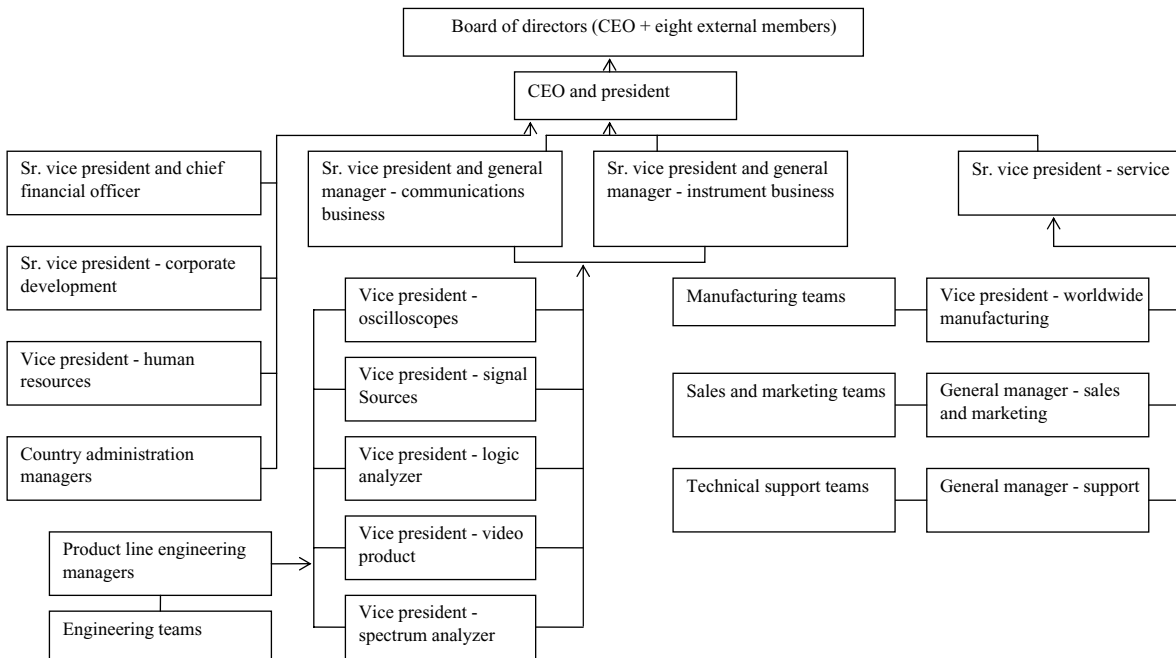 Board of directors (CEO + eight external members)
CEO and president
Sr. vice president and chief
financial officer
Sr. vice president and general
manager - communications
business
Sr. vice president and general
manager - instrument business
Sr. vice president - service
Sr. vice president - corporate
development
Vice president - human
resources
Country administration
managers
Vice president -
oscilloscopes
Vice president - signal
Sources
Vice president - logic
analyzer
Vice president - video
product
Vice president -
spectrum analyzer
Product line engineering
managers
Engineering teams
Manufacturing teams
Vice president - worldwide
manufacturing
Sales and marketing teams
General manager - sales
and marketing
Technical support teams
General manager - support